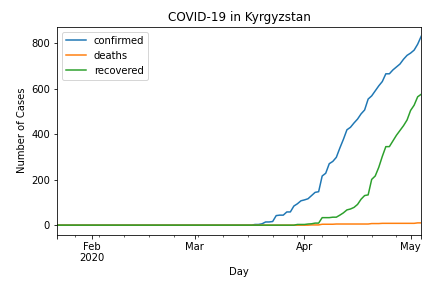 COVID-19 in Kyrgyzstan
confirmed
deaths
recovered
800
600
400
200
0
Number of Cases
Feb
2020
Mar
Apr
May
Day